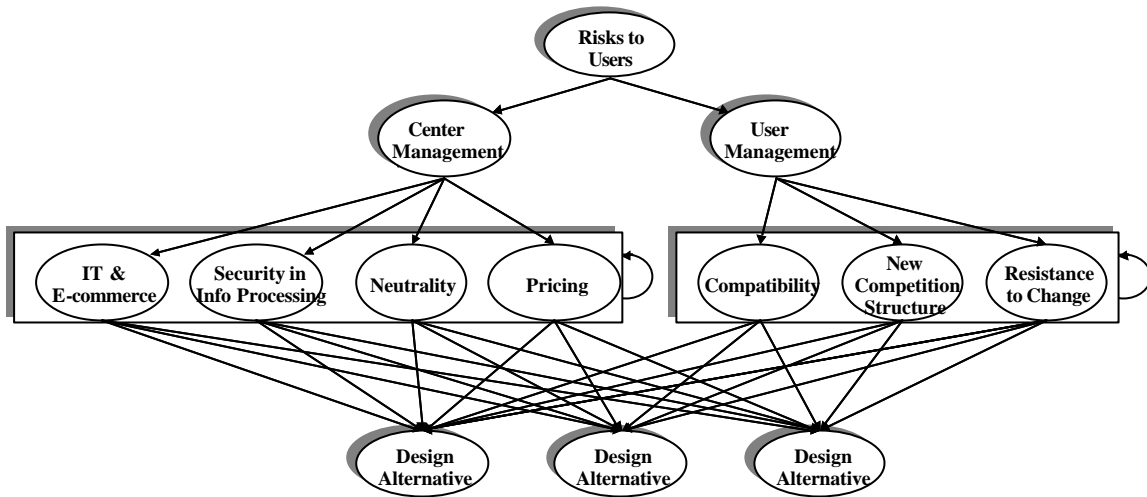 Risks to
Users
Center
Management
User
Management
IT &
E-commerce
Security in
Info Processing
Neutrality
Pricing
Compatibility
New
Competition
Structure
Resistance
to Change
Design
Alternative
Design
Alternative
Design
Alternative